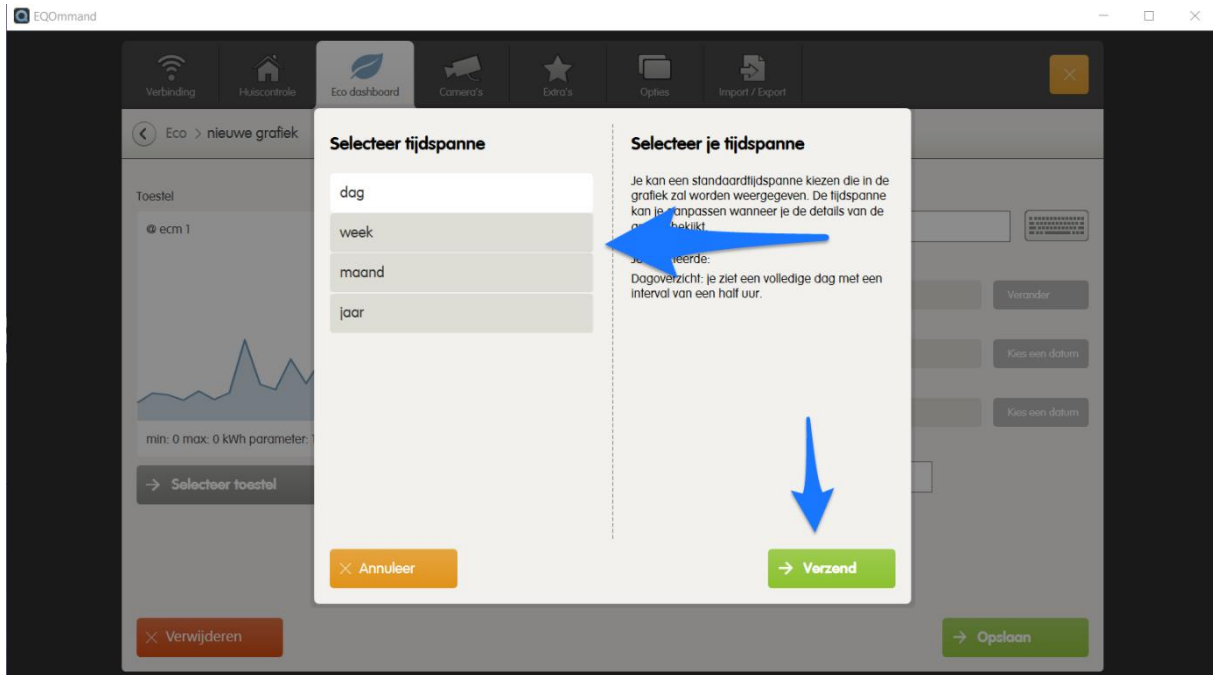 EQOmmand
Verbinding
Huiscontrole
Eco dashboard
Camera's
Extra's
Opties
Import / Export
Eco > nieuwe grafiek
Toestel
@ ecm 1
min: 0 max: 0 kWh parameter:
Selecteer toestel
Verwijderen
Selecteer tijdspanne
dag
week
maand
jaar
Annuleer
Selecteer je tijdspanne
Je kan een standaardtijdspanne kiezen die in de
grafiek zal worden weergegeven. De tijdspanne
kan je aanpassen wanneer je de details van de
bekijkt.
Dagoverzicht: je ziet een volledige dag met een
interval van een half uur.
Verzend
Verander
Kies een datum
Kies een datum
Opslaan